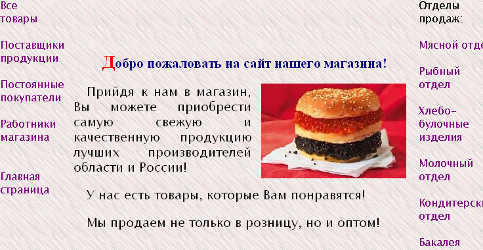 Все
товары
Поставщики
продукции
Постоянные
покупатели
Работники
магазина
Главная
страница
Добро пожаловать на сайт нашего магазина!
Прийдя к нам в магазин,
Вы можете приобрести
самую свежую и
качественную продукцию
лучших производителей
области и России!
У нас есть товары, которые Вам понравятся!
Мы продаем не только в розницу, но и оптом!
Отделы
продаж:
Мясной отде
Рыбный
отдел
Хлебо-
булочные
изделия
Молочный
отдел
Кондитерск
отдел
Бакалея